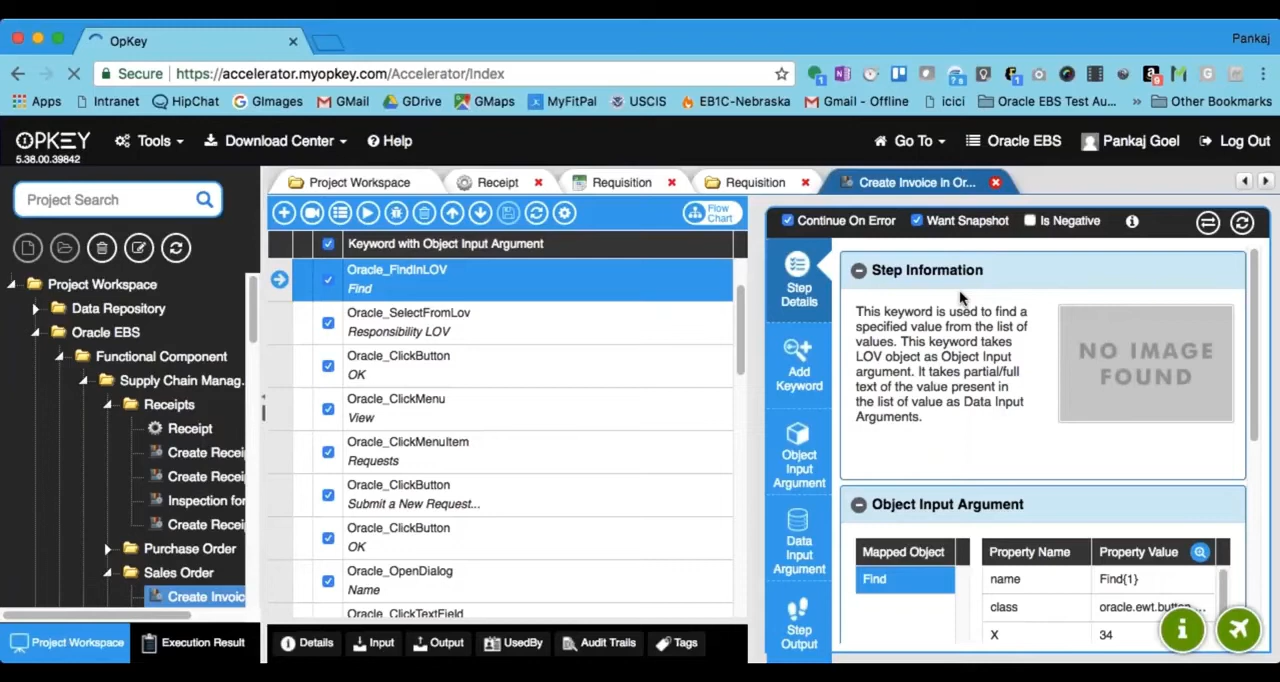 OpKey
Pankaj
Secure | https://accelerator.myopkey.com/Accelerator/Index
Apps Intranet HipChat GImages GMail GDrive GMaps MyFitPal USCIS EB1C-Nebraska Gmail - Offline icici Oracle EBS Test Au... » Other Bookmarks
OPKEY
5.38.00.39842
Tools Download Center Help Go To Oracle EBS Pankaj Goel Log Out
Project Workspace Receipt Requisition Requisition Create Invoice In Or...
Project Search
Flow
Chart
Continue On Error Want Snapshot Is Negative
Keyword with Object Input Argument
Oracle_FindInLOV
Find
Oracle_SelectFromLov
Responsibility LOV
Oracle_ClickButton
OK
Oracle_ClickMenu
View
Oracle_ClickMenuItem
Requests
Oracle_ClickButton
Submit a New Request...
Oracle_ClickButton
OK
Oracle_OpenDialog
Name
Oracle_ClickTextField
Project Workspace
Data Repository
Oracle EBS
Functional Component
Supply Chain Manag.
Receipts
Receipt
Create Recei
Create Recei
Inspection for
Create Recei
Purchase Order
Sales Order
Create Invoic
Step
Details
Add
Keyword
Object
Input
Argument
Data
Input
Argument
Step
Output
Step Information
This keyword is used to find a
specified value from the list of
values. This keyword takes
LOV object as Object Input
argument. It takes partial/full
text of the value present in
the list of value as Data Input
Arguments.
NO IMAGE
FOUND
Object Input Argument
Mapped Object Property Name Property Value
Find name Find{1}
class oracle.ewt.button...
X 34
Project Workspace Execution Result Details Input Output UsedBy Audit Trails Tags